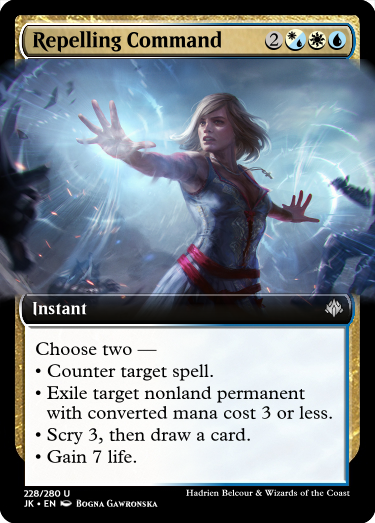 Repelling Command 2
Instant
Choose two —
• Counter target spell.
• Exile target nonland permanent
with converted mana cost 3 or less.
• Scry 3, then draw a card.
• Gain 7 life.
228/280 U
JK • EN Bogna Gawronska
Hadrien Belcour & Wizards of the Coast